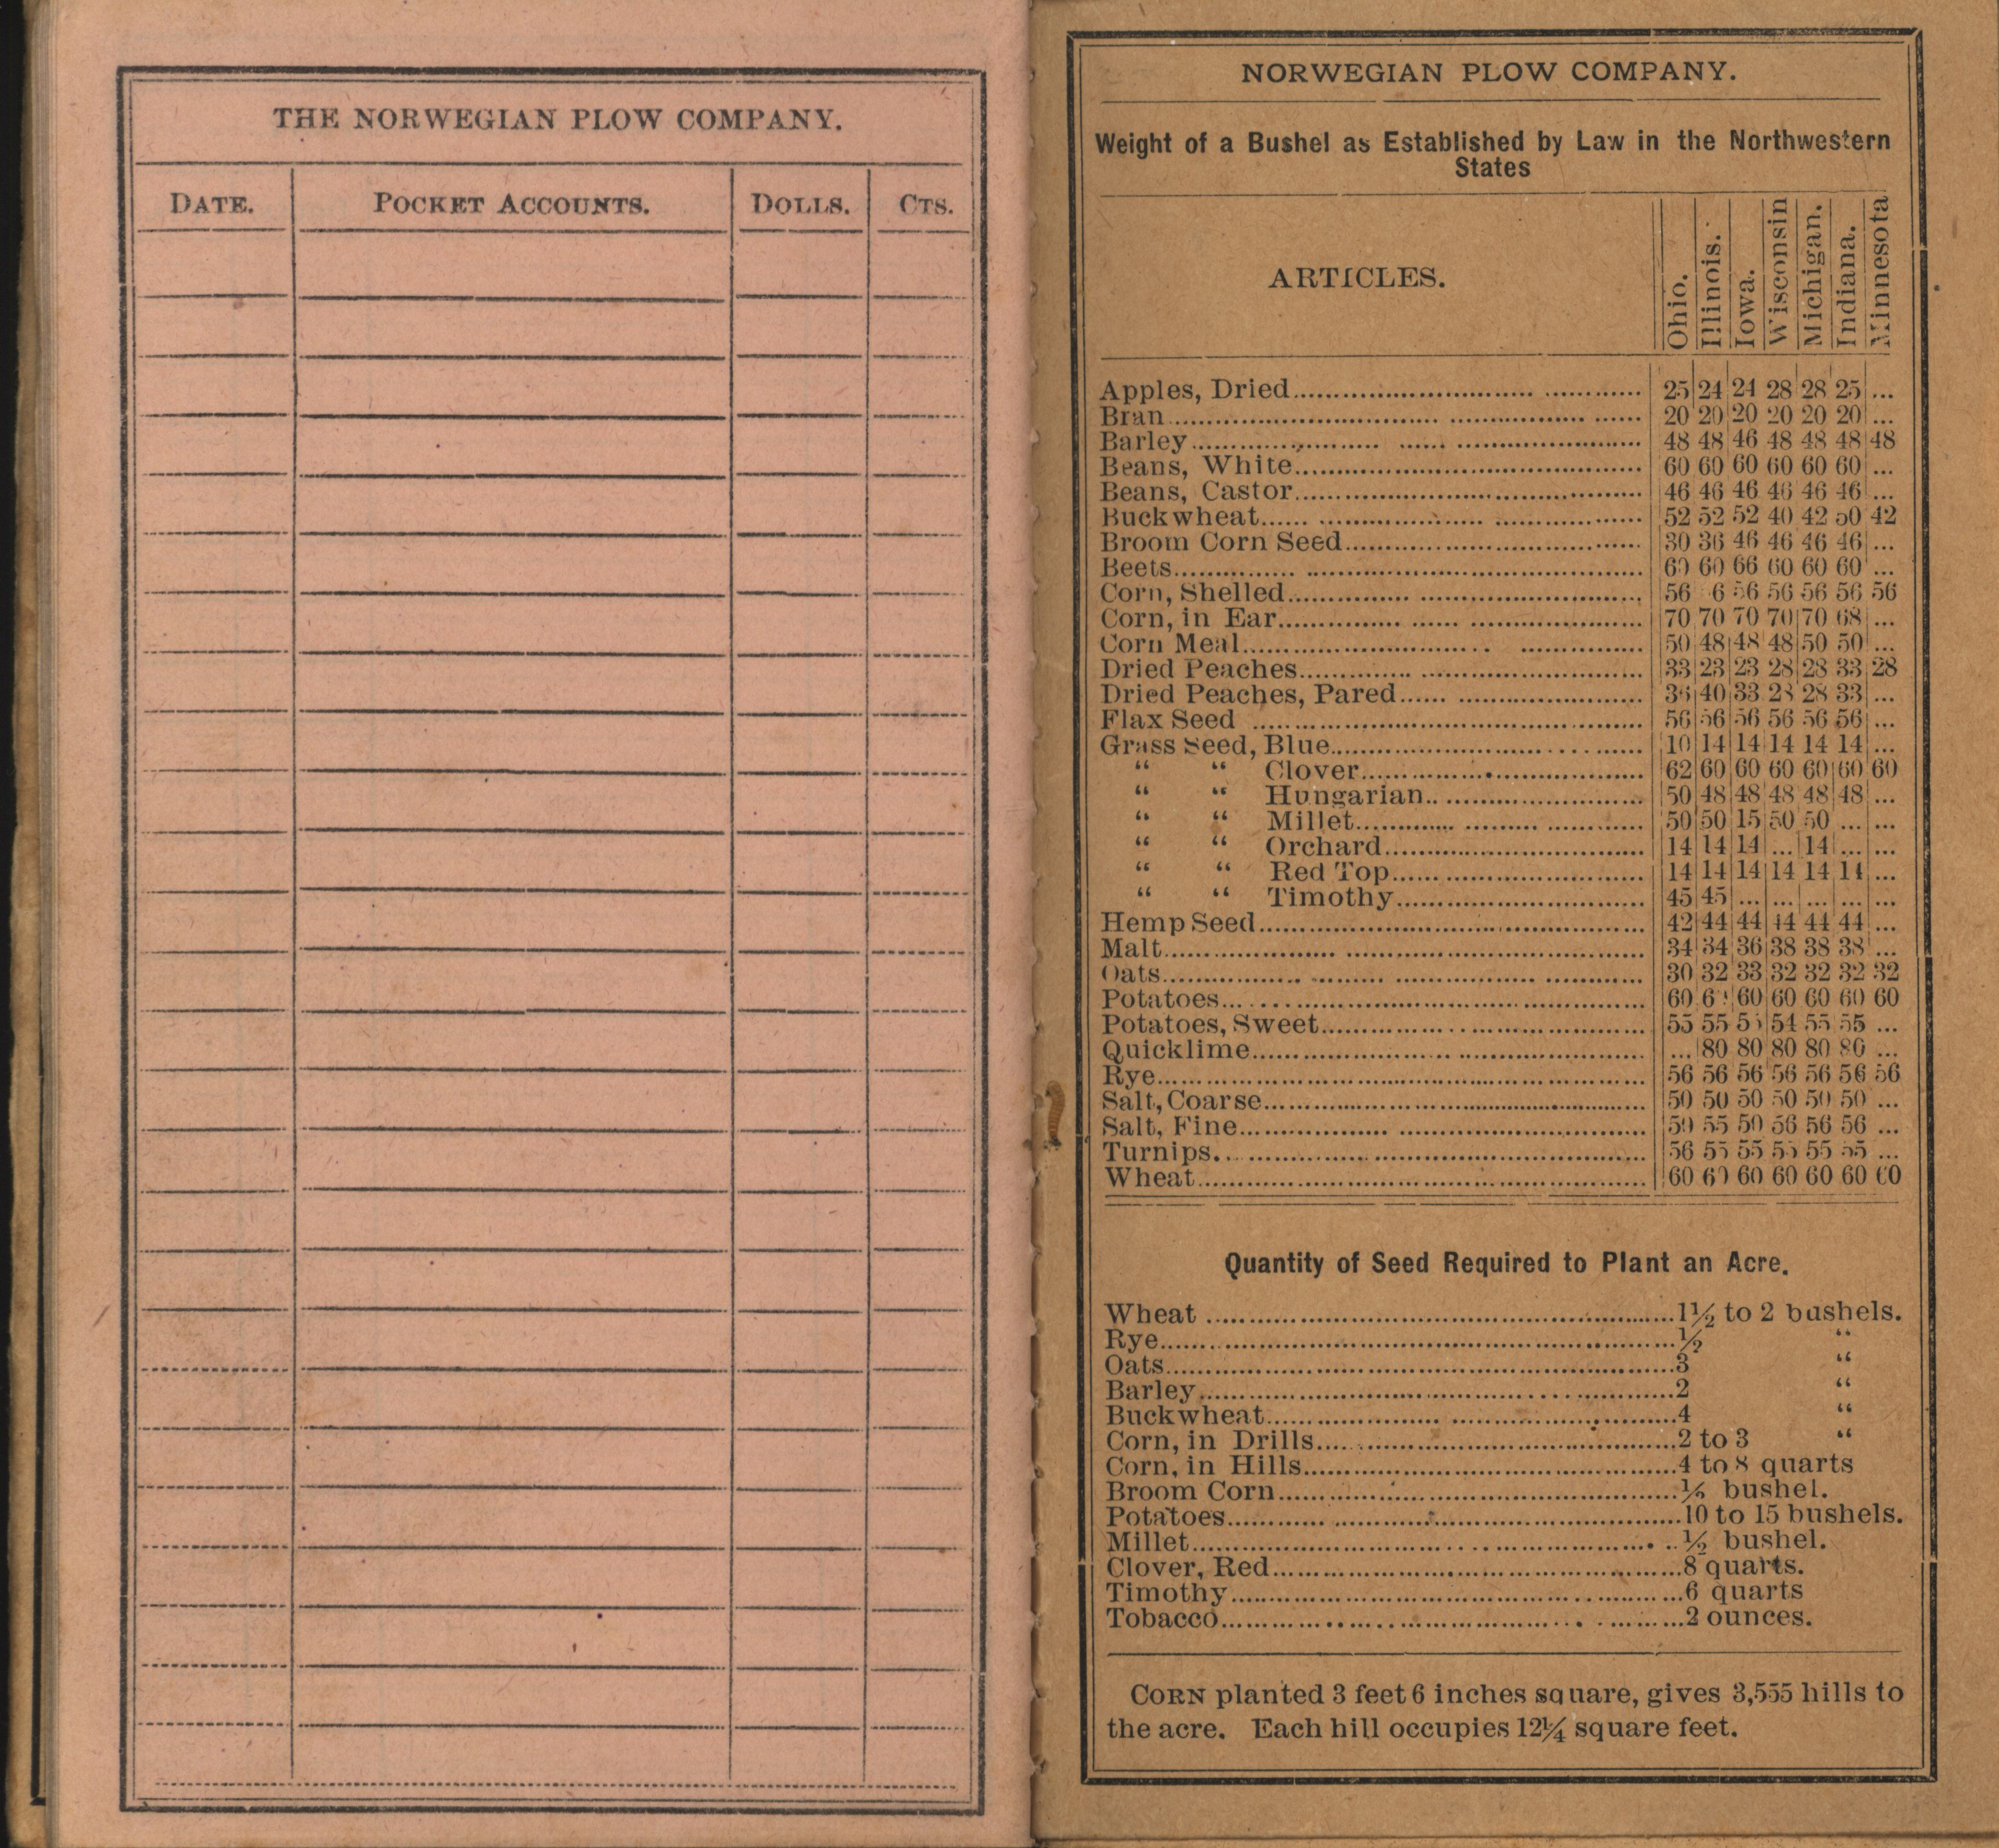 THE NORWEGIAN PLOW COMPANY.
DATE. POCKET ACCOUNTS. DOLLS. CTS.
NORWEGIAN PLOW COMPANY.
Weight of a Bushel as Established by Law in the Northwestern
States
ARTICLES. Ohio. Illinois. Iowa. Wisconsin Michigan. Indiana. Minnesota
Apples, Dried 25 24 24 28 28 25 ...
Bran 20 20 20 20 20 20 ...
Barley 48 48 46 48 48 48 48
Beans, White 60 60 60 60 60 60 ...
Beans, Castor 46 46 46 46 46 46 ...
Buckwheat 52 52 52 40 42 50 42
Broom Corn Seed 30 36 46 46 46 46 ...
Beets 60 60 66 60 60 60 ...
Corn, Shelled 56 6 56 56 56 56 56
Corn, in Ear 70 70 70 70 70 68 ...
Corn Meal 50 48 48 48 50 50 ...
Dried Peaches 33 23 23 28 28 33 28
Dried Peaches, Pared 40 33 28 28 33 ...
Flax Seed 56 56 56 56 56 56 ...
Grass Seed, Blue 10 14 14 14 14 14 ...
“ “ Clover 62 60 60 60 60 60 60
“ “ Hungarian 50 48 48 48 48 48 ...
“ “ Millet 50 50 15 50 50 ... ...
“ “ Orchard 14 14 14 ... 14 ... ...
“ “ Red Top 14 14 14 14 14 14 ...
“ “ Timothy 45 45 ... ... ... ... ...
Hemp Seed 42 44 44 44 44 44 ...
Malt 34 34 36 38 38 38 ...
Oats 30 32 33 32 32 32 32
Potatoes 60 60 60 60 60 60 60
Potatoes, Sweet 55 55 54 55 55 ...
Quicklime ... 80 80 80 80 80 ...
Rye 56 56 56 56 56 56 56
Salt, Coarse 50 50 50 50 50 50 ...
Salt, Fine 50 55 50 56 56 56 ...
Turnips 56 55 55 55 55 55 ...
Wheat 60 60 60 60 60 60 60
Quantity of Seed Required to Plant an Acre.
Wheat 1½ to 2 bushels.
Rye ½ “
Oats 3 “
Barley 2 “
Buckwheat 4 “
Corn, in Drills 2 to 3 “
Corn, in Hills 4 to 8 quarts
Broom Corn bushel.
Potatoes 10 to 15 bushels.
Millet ½ bushel.
Clover, Red 8 quarts.
Timothy 6 quarts
Tobacco 2 ounces.
CORN planted 3 feet 6 inches square, gives 3,555 hills to
the acre. Each hill occupies 12¼ square feet.